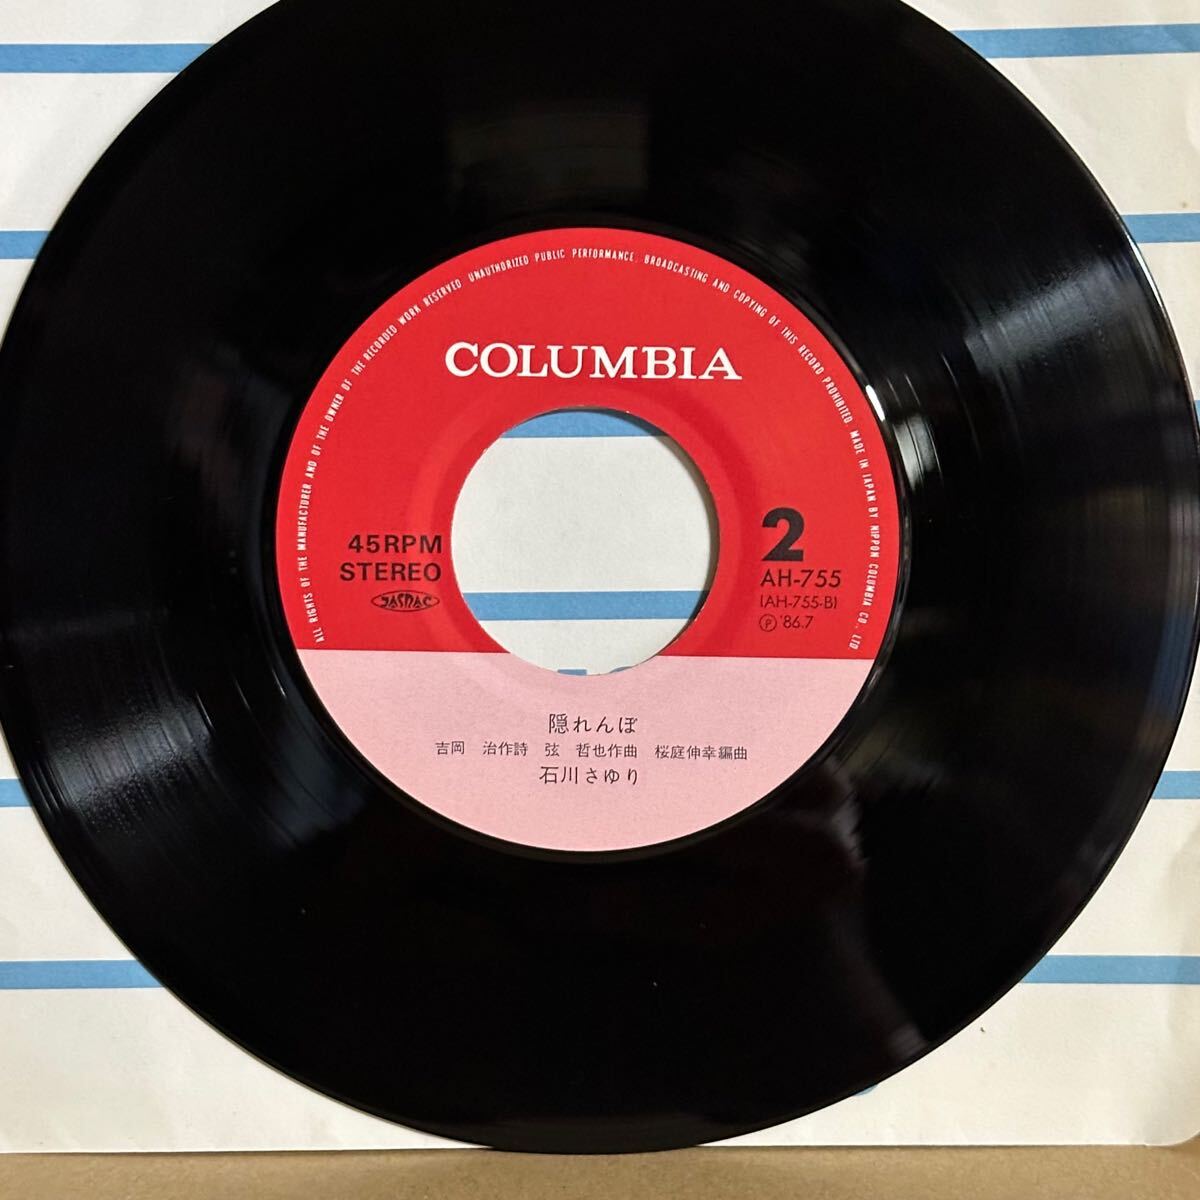 ALL RIGHTS OF THE MANUFACTURER AND OF THE OWNER OF THE RECORDED WORK RESERVED. UNAUTHORIZED PUBLIC PERFORMANCE, BROADCASTING AND COPYING OF THIS RECORD PROHIBITED. MADE IN JAPAN BY NIPPON COLUMBIA CO., LTD
COLUMBIA
45RPM
STEREO
JASRAC
2
AH-755
(AH-755-B)
Ⓟ '86.7
隠れんぼ
吉岡 治作詩 弦 哲也作曲 桜庭伸幸編曲
石川さゆり